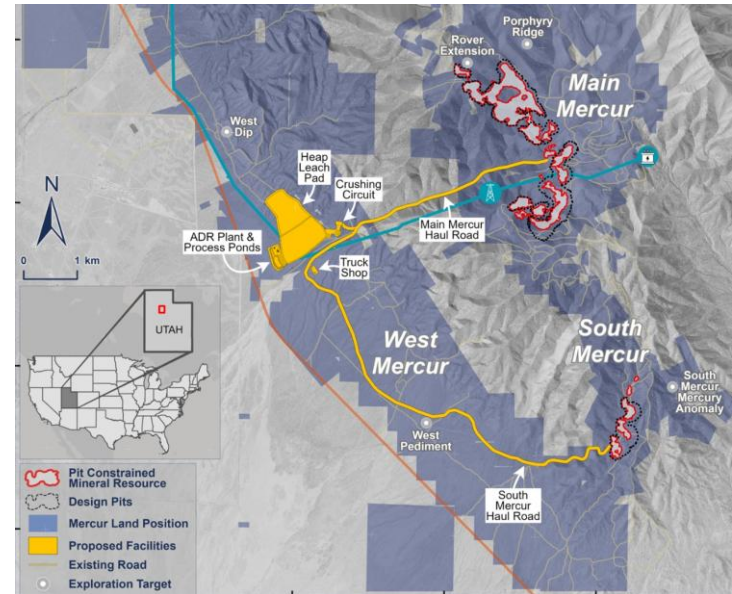 Porphyry
Ridge
Rover
Extension
Main
Mercur
West
Dip
Heap
Leach
Pad
Crushing
Circuit
N
ADR Plant &
Process Ponds
Main Mercur
Haul Road
0 1 km
Truck
Shop
UTAH
West
Mercur
South
Mercur
South
Mercur
Mercury
Anomaly
West
Pediment
South
Mercur
Haul Road
Pit Constrained
Mineral Resource
Design Pits
Mercur Land Position
Proposed Facilities
Existing Road
Exploration Target